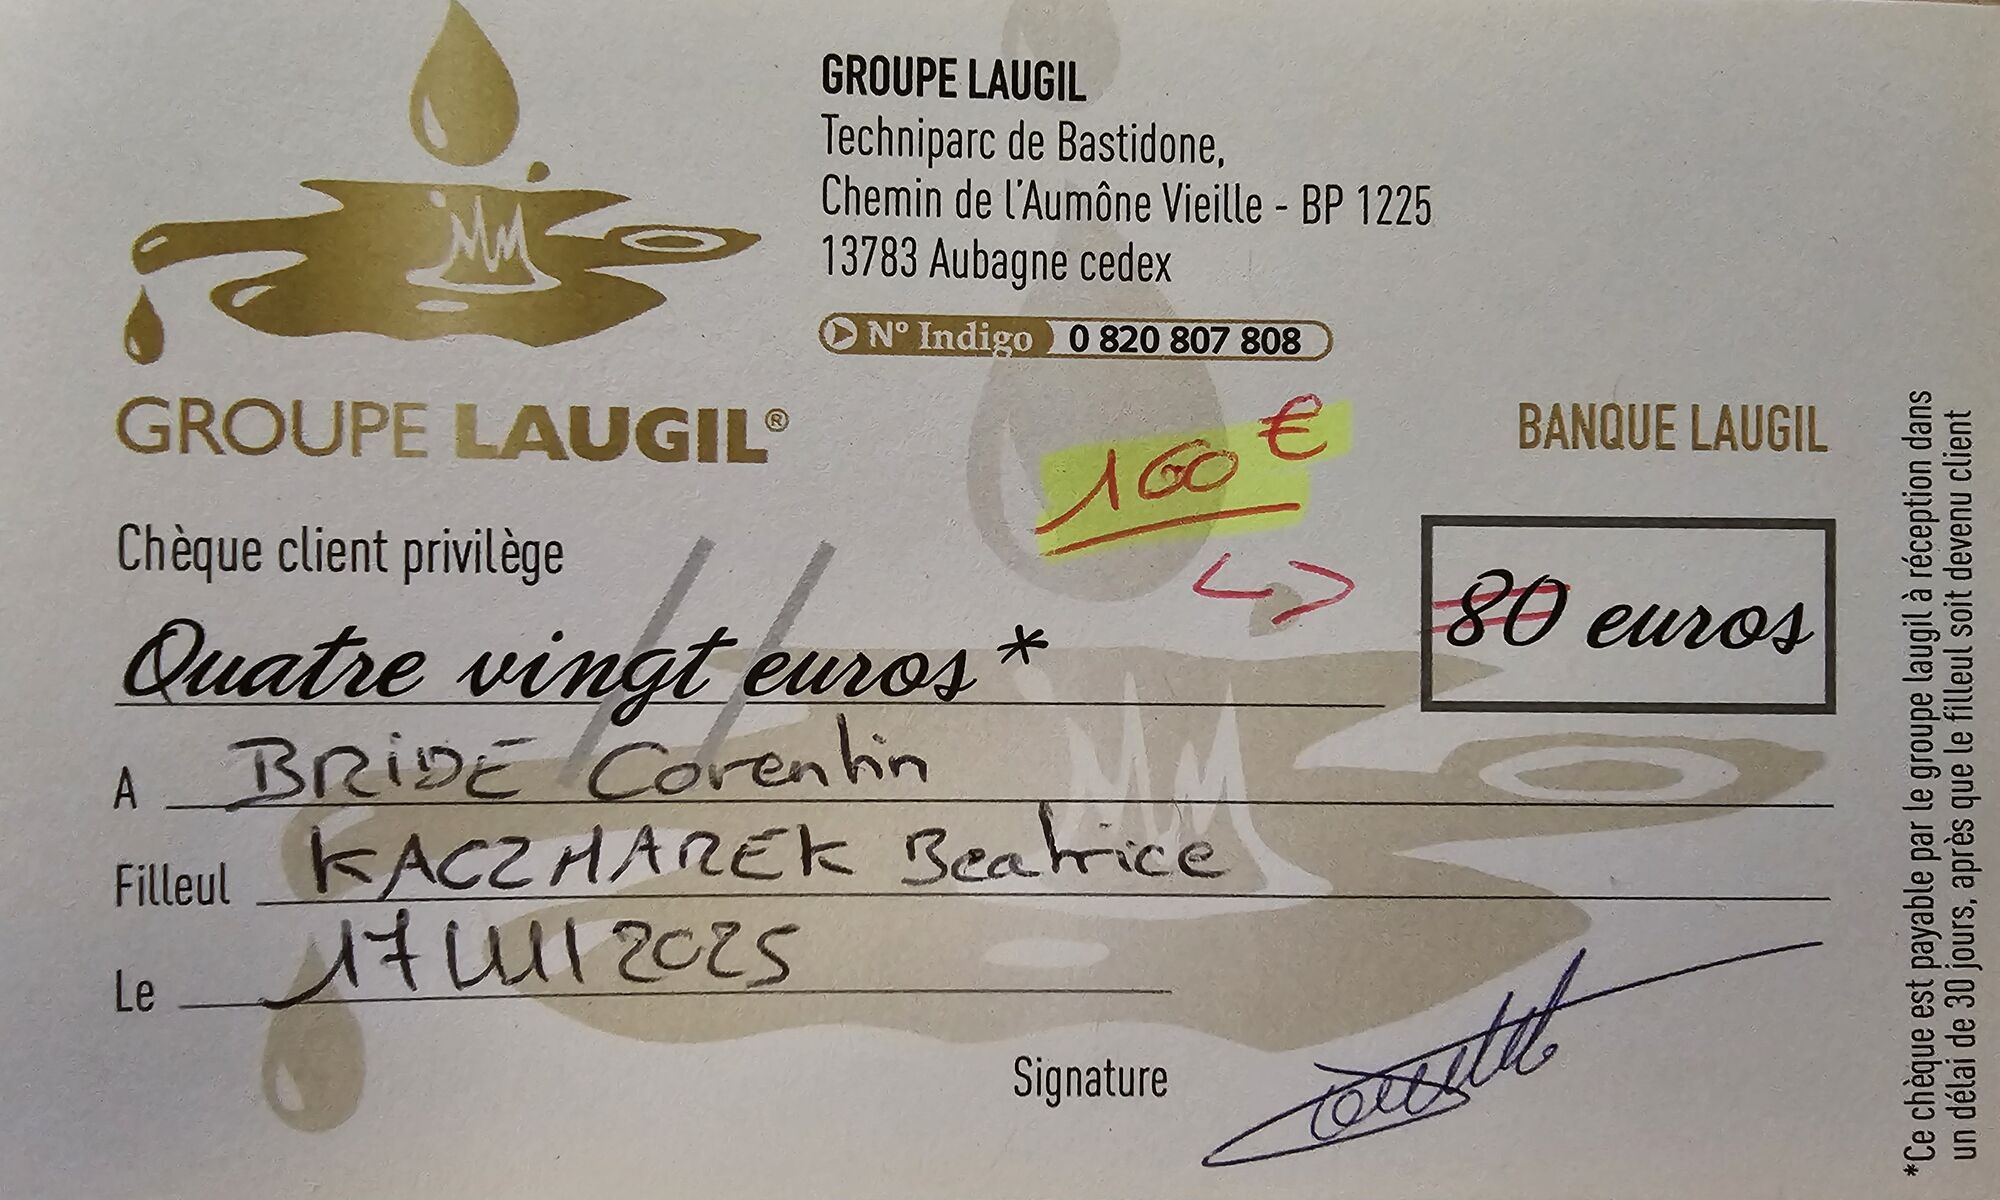 GROUPE LAUGIL
Techniparc de Bastidone,
Chemin de l'Aumône Vieille - BP 1225
13783 Aubagne cedex
N° Indigo 0 820 807 808
GROUPE LAUGIL®
BANQUE LAUGIL
160 €
Chèque client privilège
80 euros
Quatre vingt euros*
A BRIDE Corentin
Filleul KACZMAREK Beatrice
Le 17 2025
Signature
*Ce chèque est payable par le groupe laugil à réception dans
un délai de 30 jours, après que le filleul soit devenu client